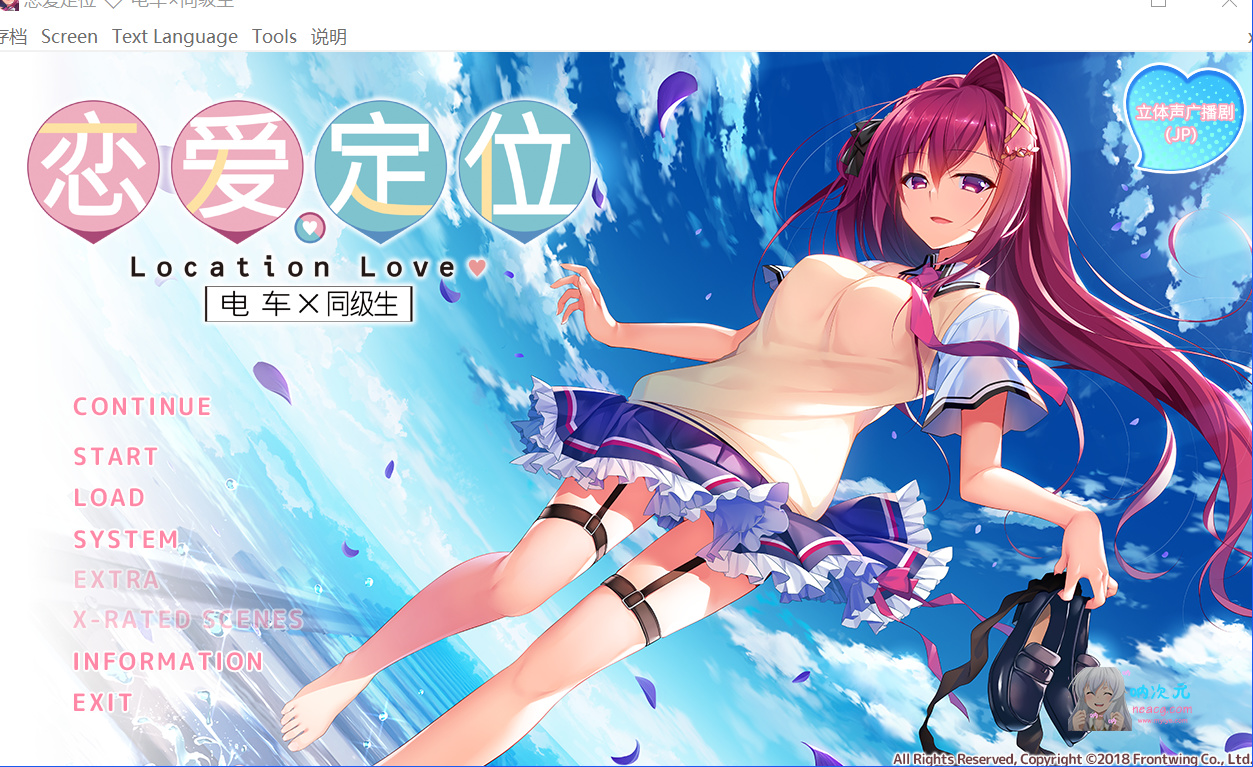 恋爱定位 ♡ 电车×同级生
存档 Screen Text Language Tools 说明
恋爱定位
Location Love
电车×同级生
立体声广播剧
(JP)
CONTINUE
START
LOAD
SYSTEM
EXTRA
X-RATED SCENES
INFORMATION
EXIT
呐次元
neacg.com
All Rights Reserved, Copyright ©2018 Frontwing Co., Ltd